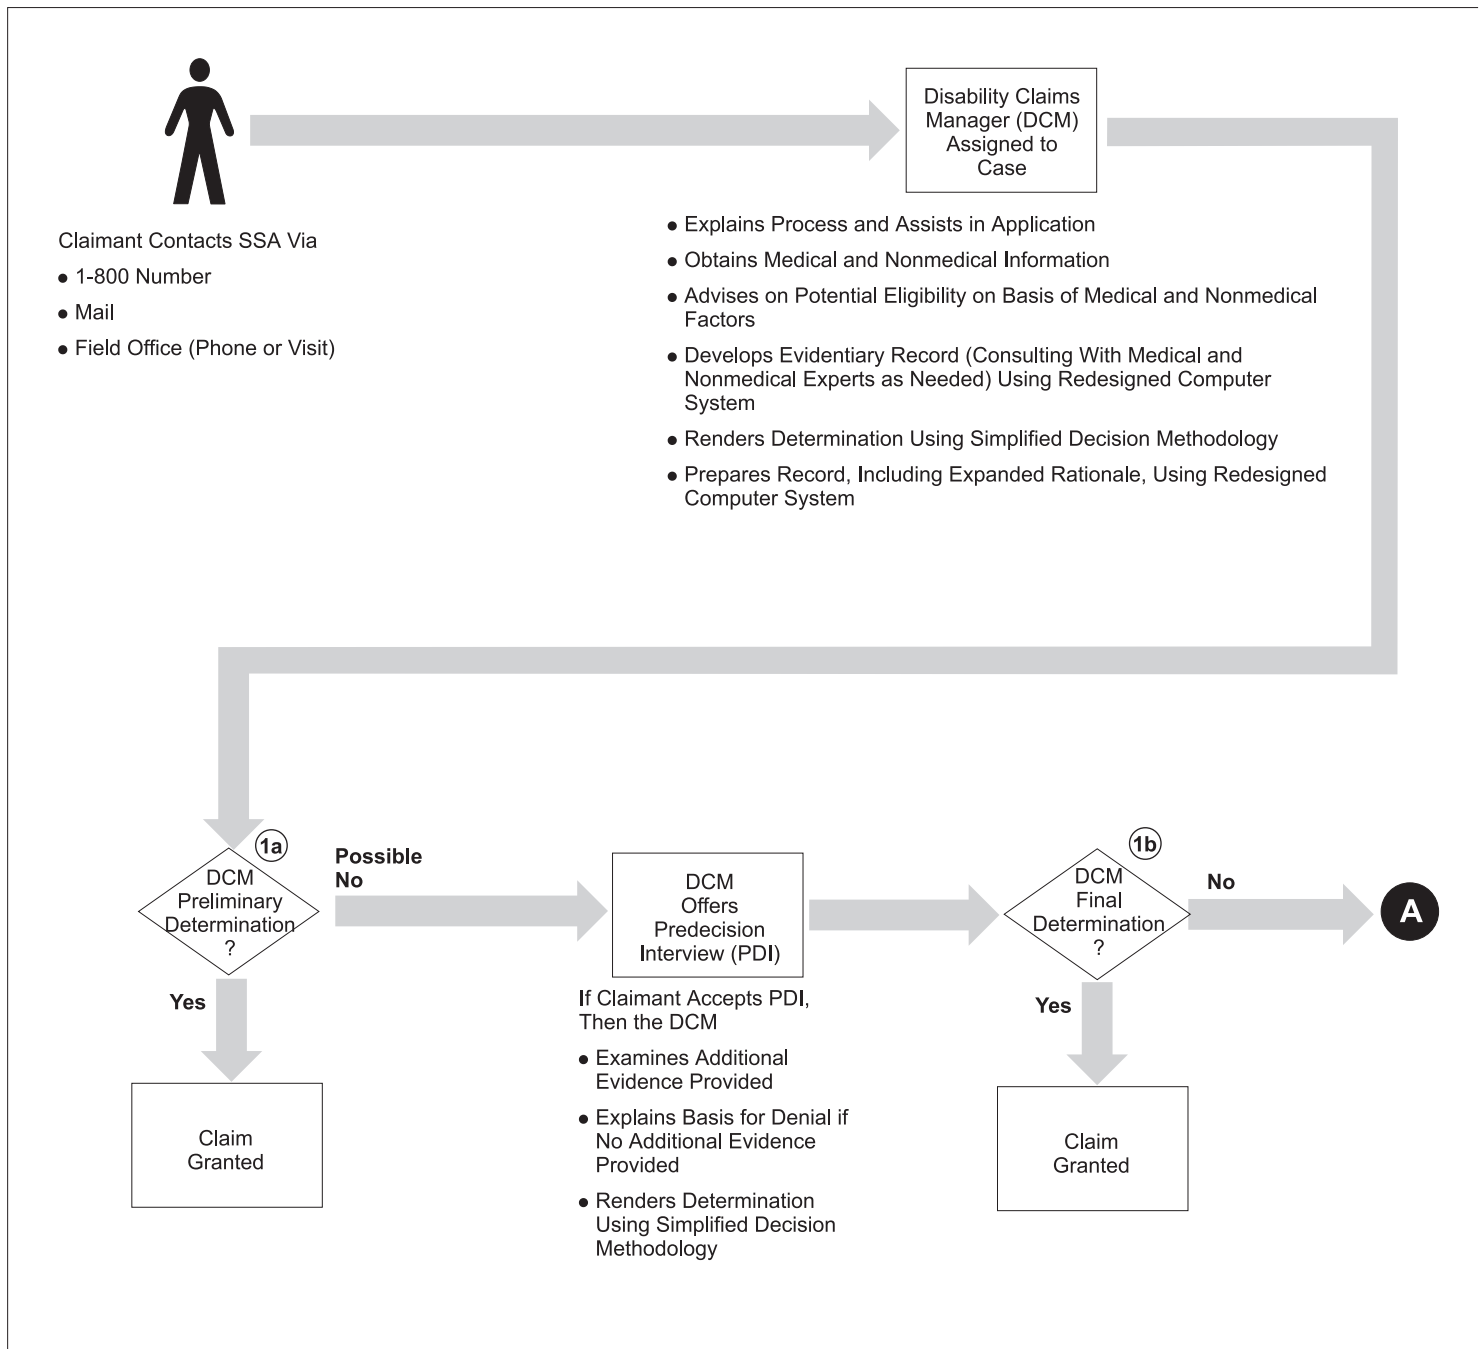 Disability Claims
Manager (DCM)
Assigned to
Case
Claimant Contacts SSA Via
● 1-800 Number
● Mail
● Field Office (Phone or Visit)
● Explains Process and Assists in Application
● Obtains Medical and Nonmedical Information
● Advises on Potential Eligibility on Basis of Medical and Nonmedical
Factors
● Develops Evidentiary Record (Consulting With Medical and
Nonmedical Experts as Needed) Using Redesigned Computer
System
● Renders Determination Using Simplified Decision Methodology
● Prepares Record, Including Expanded Rationale, Using Redesigned
Computer System
1a
DCM
Preliminary
Determination
?
Possible
No
Yes
Claim
Granted
DCM
Offers
Predecision
Interview (PDI)
If Claimant Accepts PDI,
Then the DCM
● Examines Additional
Evidence Provided
● Explains Basis for Denial if
No Additional Evidence
Provided
● Renders Determination
Using Simplified Decision
Methodology
1b
DCM
Final
Determination
?
No
A
Yes
Claim
Granted